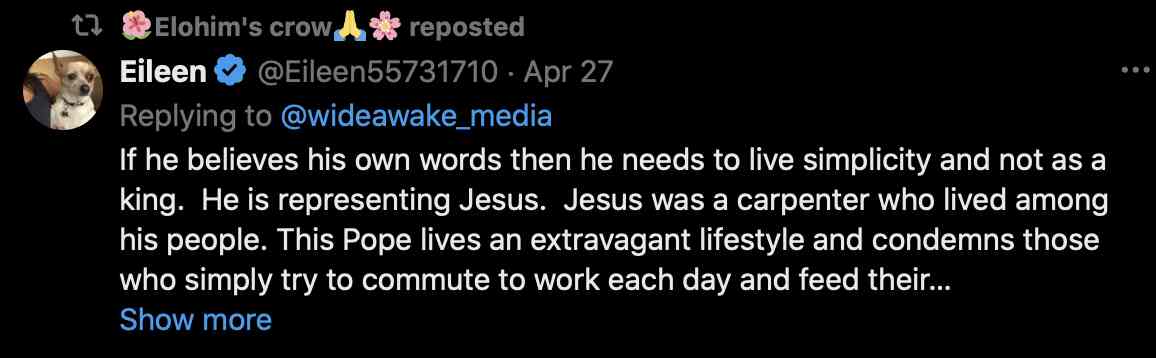 🌺Elohim's crow🙏🌸 reposted
Eileen @Eileen55731710 · Apr 27
Replying to @wideawake_media
If he believes his own words then he needs to live simplicity and not as a
king.  He is representing Jesus.  Jesus was a carpenter who lived among
his people. This Pope lives an extravagant lifestyle and condemns those
who simply try to commute to work each day and feed their...
Show more